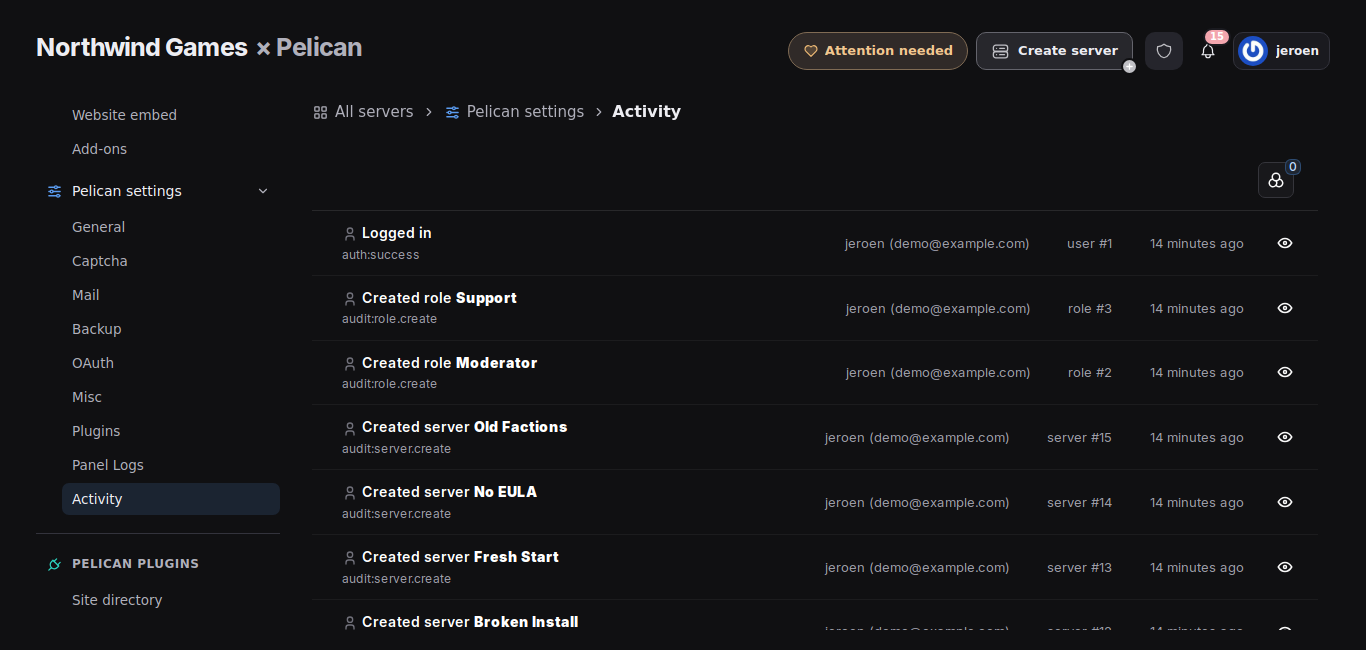 Northwind Games × Pelican
Attention needed
Create server
15
jeroen
Website embed
Add-ons
Pelican settings
General
Captcha
Mail
Backup
OAuth
Misc
Plugins
Panel Logs
Activity
PELICAN PLUGINS
Site directory
All servers > Pelican settings > Activity
0
Logged in
auth:success
jeroen (demo@example.com) user #1 14 minutes ago
Created role Support
audit:role.create
jeroen (demo@example.com) role #3 14 minutes ago
Created role Moderator
audit:role.create
jeroen (demo@example.com) role #2 14 minutes ago
Created server Old Factions
audit:server.create
jeroen (demo@example.com) server #15 14 minutes ago
Created server No EULA
audit:server.create
jeroen (demo@example.com) server #14 14 minutes ago
Created server Fresh Start
audit:server.create
jeroen (demo@example.com) server #13 14 minutes ago
Created server Broken Install